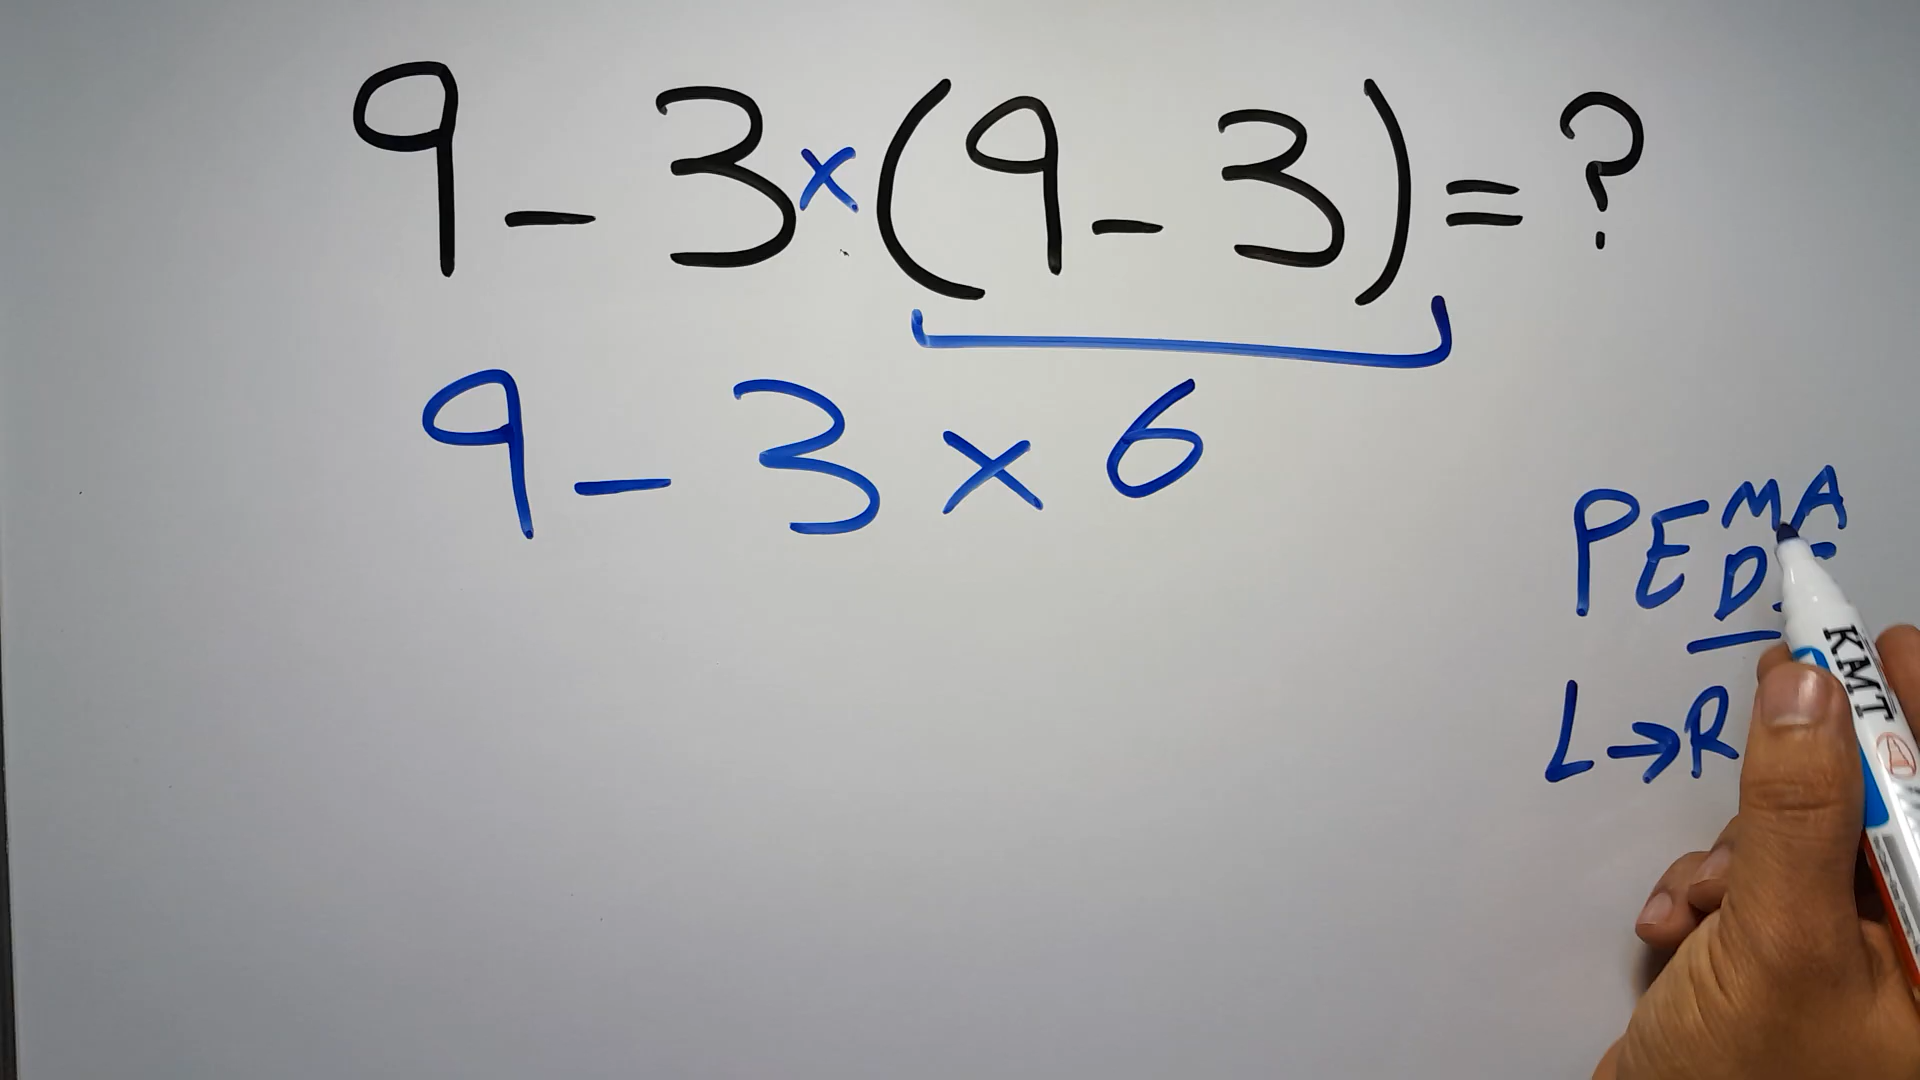 9 - 3 × (9 - 3) = ?
9 - 3 × 6
PEMA
D
L → R
KMT